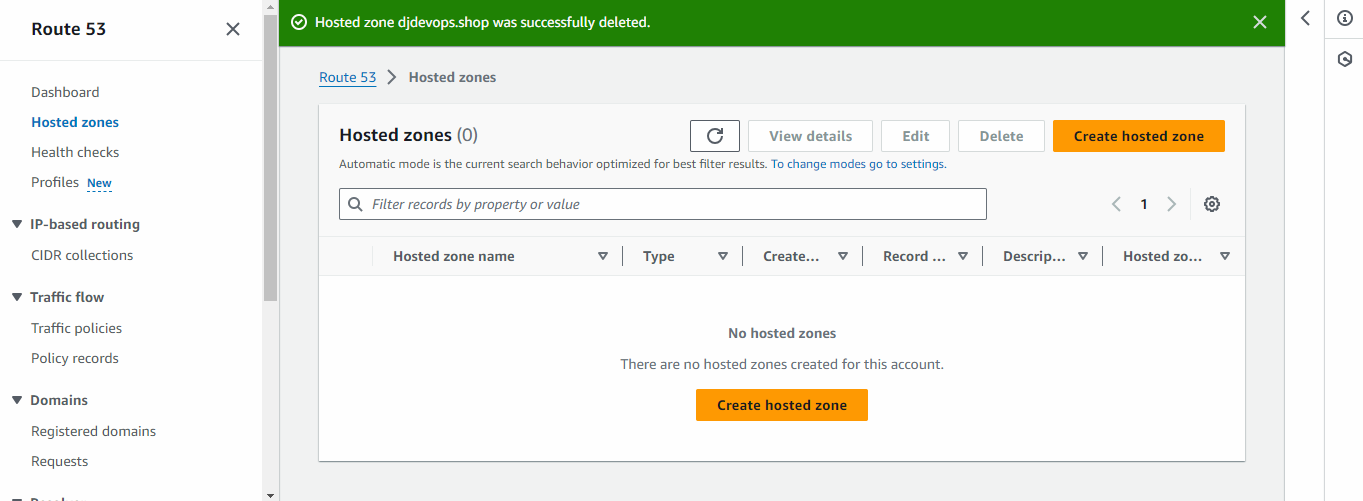 Route 53
Dashboard
Hosted zones
Health checks
Profiles New
IP-based routing
CIDR collections
Traffic flow
Traffic policies
Policy records
Domains
Registered domains
Requests
Hosted zone djdevops.shop was successfully deleted.
Route 53 > Hosted zones
Hosted zones (0)
View details Edit Delete Create hosted zone
Automatic mode is the current search behavior optimized for best filter results. To change modes go to settings.
Filter records by property or value
1
Hosted zone name Type Create... Record ... Descrip... Hosted zo...
No hosted zones
There are no hosted zones created for this account.
Create hosted zone